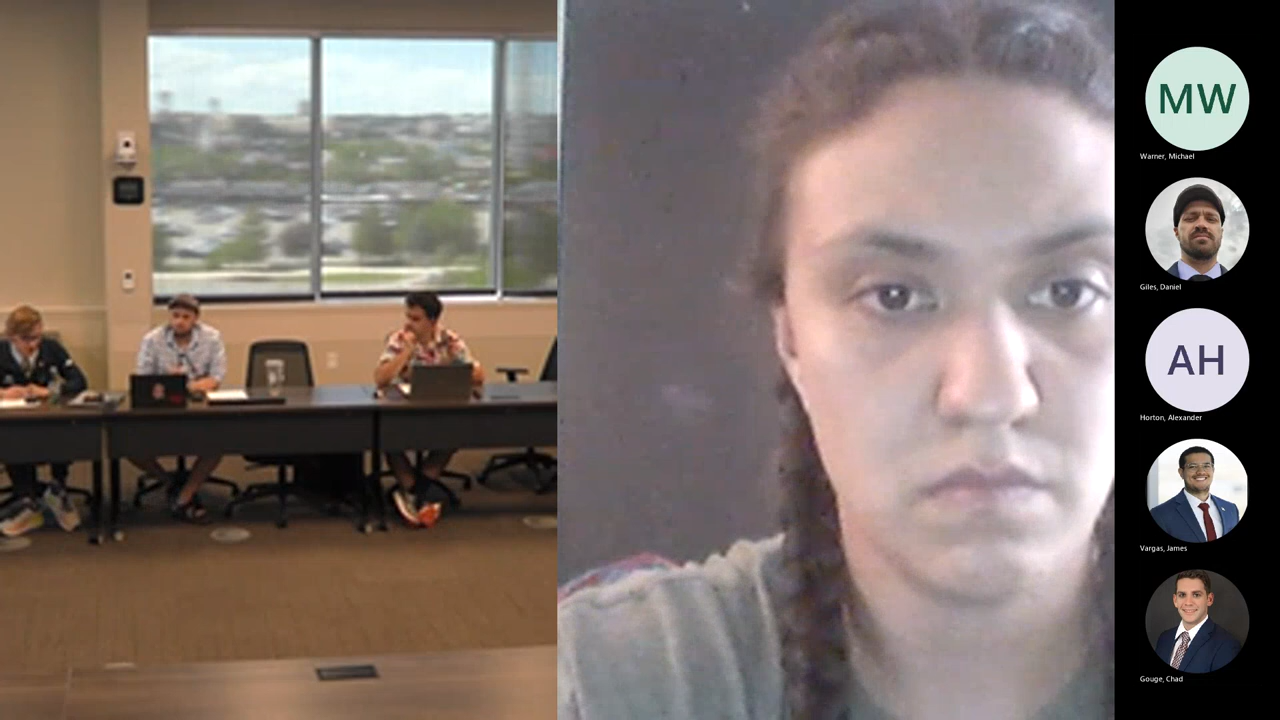 MW
Warner, Michael
Giles, Daniel
AH
Horton, Alexander
Vargas, James
Gouge, Chad